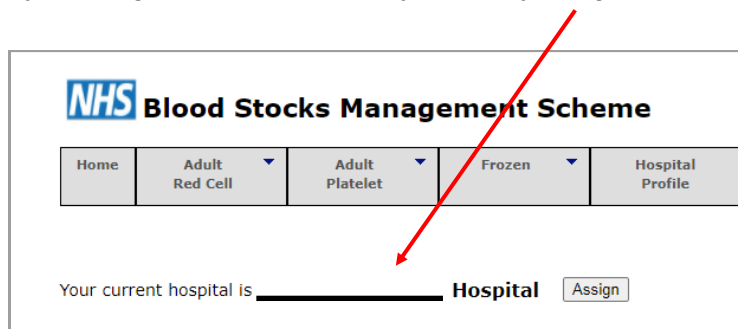 NHS Blood Stocks Management Scheme
Home Adult Adult Frozen Hospital
Red Cell Platelet Profile
Your current hospital is Hospital Assign